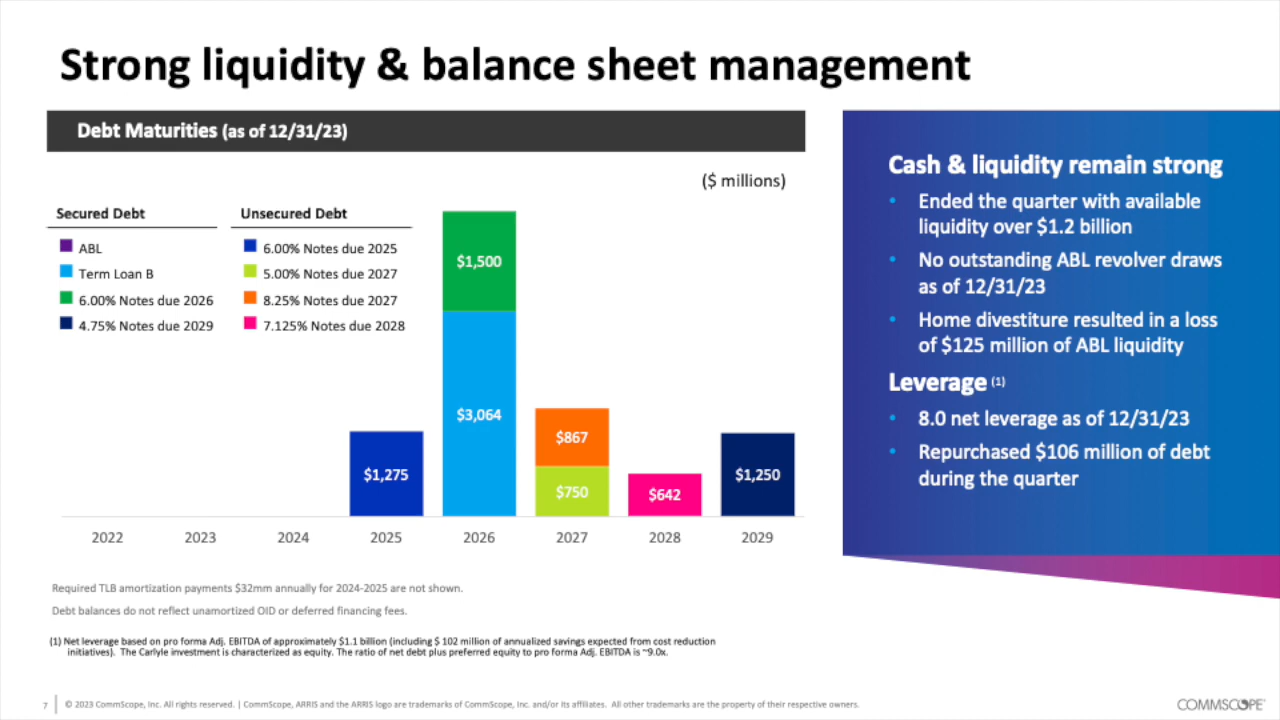 Strong liquidity & balance sheet management
Debt Maturities (as of 12/31/23)
($ millions)
Secured Debt
ABL
Term Loan B
6.00% Notes due 2026
4.75% Notes due 2029
Unsecured Debt
6.00% Notes due 2025
5.00% Notes due 2027
8.25% Notes due 2027
7.125% Notes due 2028
$1,275
$1,500
$3,064
$867
$750
$642
$1,250
2022
2023
2024
2025
2026
2027
2028
2029
Cash & liquidity remain strong
• Ended the quarter with available
liquidity over $1.2 billion
• No outstanding ABL revolver draws
as of 12/31/23
• Home divestiture resulted in a loss
of $125 million of ABL liquidity
Leverage (1)
• 8.0 net leverage as of 12/31/23
• Repurchased $106 million of debt
during the quarter
Required TLB amortization payments $32mm annually for 2024-2025 are not shown.
Debt balances do not reflect unamortized OID or deferred financing fees.
(1) Net leverage based on pro forma Adj. EBITDA of approximately $1.1 billion (including $ 102 million of annualized savings expected from cost reduction
initiatives). The Carlyle investment is characterized as equity. The ratio of net debt plus preferred equity to pro forma Adj. EBITDA is ~9.0x.
7
© 2023 CommScope, Inc. All rights reserved. | CommScope, ARRIS and the ARRIS logo are trademarks of CommScope, Inc. and/or its affiliates. All other trademarks are the property of their respective owners.
COMMSCOPE®